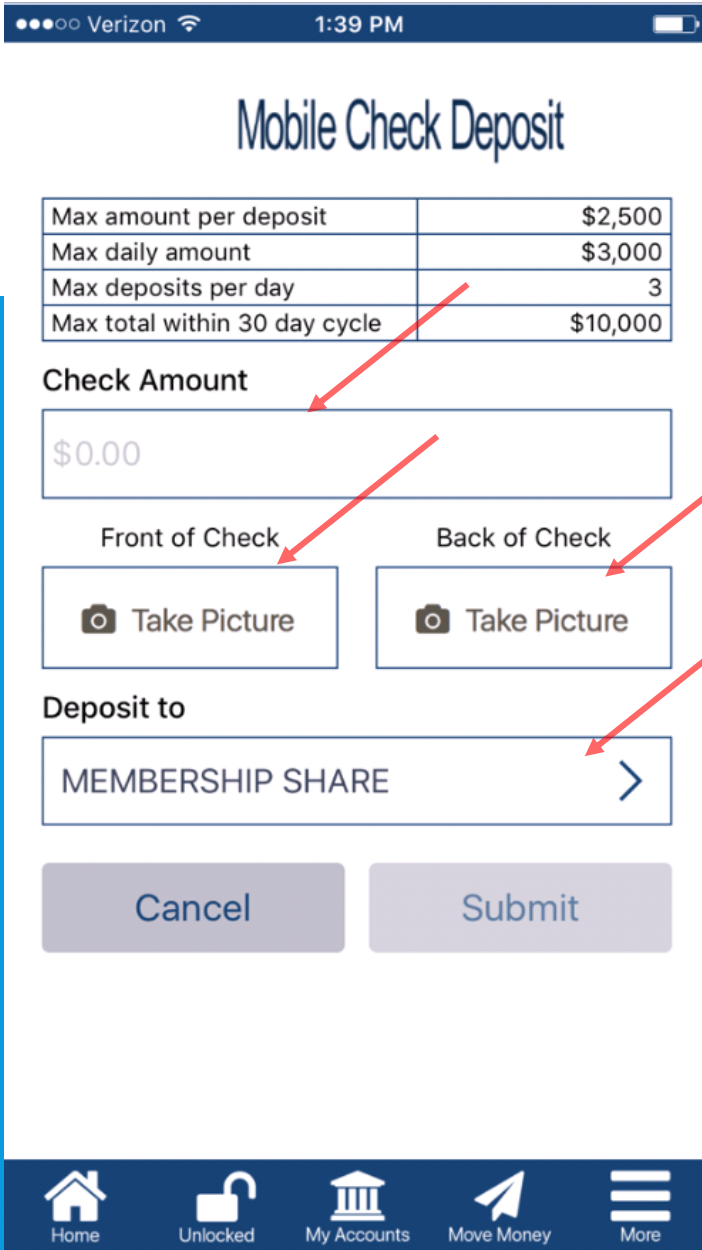 Verizon 1:39 PM
Mobile Check Deposit
Max amount per deposit $2,500
Max daily amount $3,000
Max deposits per day 3
Max total within 30 day cycle $10,000
Check Amount
$0.00
Front of Check Back of Check
Take Picture Take Picture
Deposit to
MEMBERSHIP SHARE
Cancel Submit
Home Unlocked My Accounts Move Money More